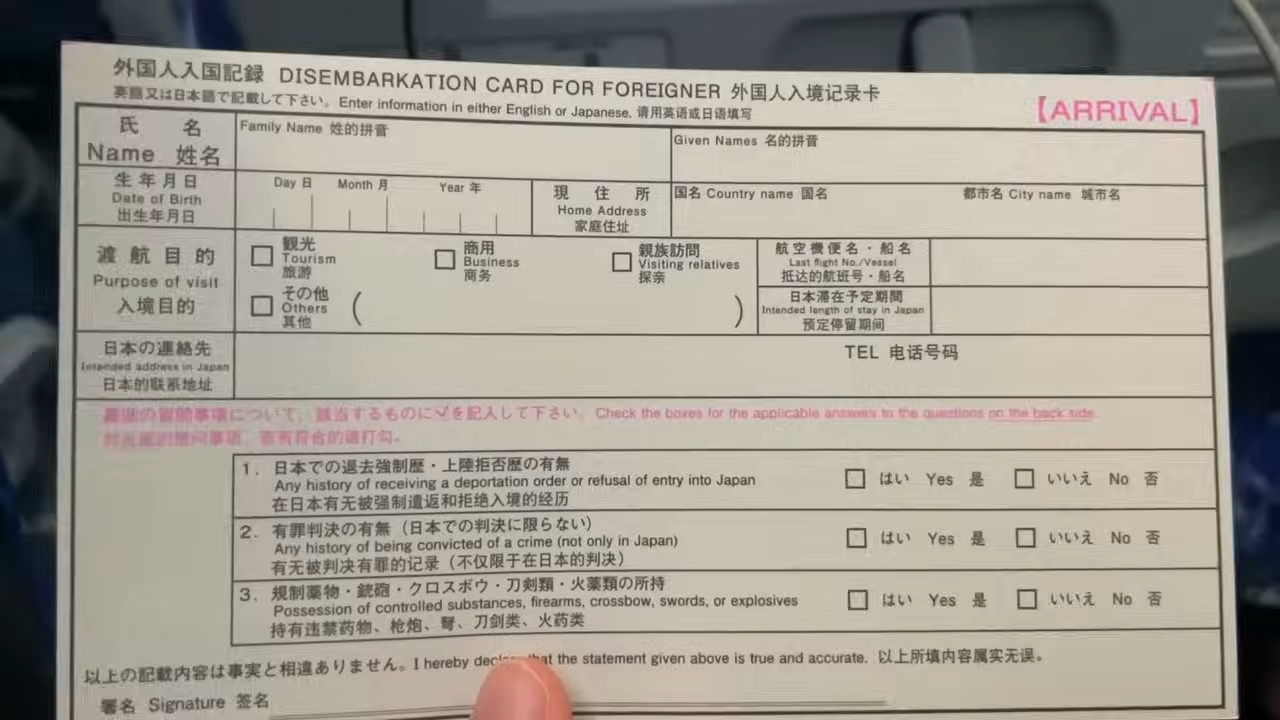 外国人入国記録 DISEMBARKATION CARD FOR FOREIGNER 外国人入境记录卡
英語又は日本語で記載して下さい。Enter information in either English or Japanese. 请用英语或日语填写
【ARRIVAL】
氏 名
Name 姓名
Family Name 姓的拼音
Given Names 名的拼音
生年月日
Date of Birth
出生年月日
Day 日 Month 月 Year 年
現 住 所
Home Address
家庭住址
国名 Country name 国名
都市名 City name 城市名
渡航目的
Purpose of visit
入境目的
観光
Tourism
旅游
商用
Business
商务
親族訪問
Visiting relatives
探亲
その他
Others
其他
( )
航空機便名・船名
Last flight No./Vessel
抵达的航班号・船名
日本滞在予定期間
Intended length of stay in Japan
预定停留期间
日本の連絡先
Intended address in Japan
日本的联系地址
TEL 电话号码
裏面の質問事項について、該当するものに✓を記入して下さい。Check the boxes for the applicable answers to the questions on the back side.
对反面的提问事项，若有符合的请打勾。
1. 日本での退去強制歴・上陸拒否歴の有無
Any history of receiving a deportation order or refusal of entry into Japan
在日本有无被强制遣返和拒绝入境的经历
はい Yes 是 いいえ No 否
2. 有罪判決の有無（日本での判決に限らない）
Any history of being convicted of a crime (not only in Japan)
有无被判决有罪的记录（不仅限于在日本的判决）
はい Yes 是 いいえ No 否
3. 規制薬物・銃砲・クロスボウ・刀剣類・火薬類の所持
Possession of controlled substances, firearms, crossbow, swords, or explosives
持有违禁药物、枪炮、弩、刀剑类、火药类
はい Yes 是 いいえ No 否
以上の記載内容は事実と相違ありません。I hereby declare that the statement given above is true and accurate. 以上所填内容属实无误。
署名 Signature 签名